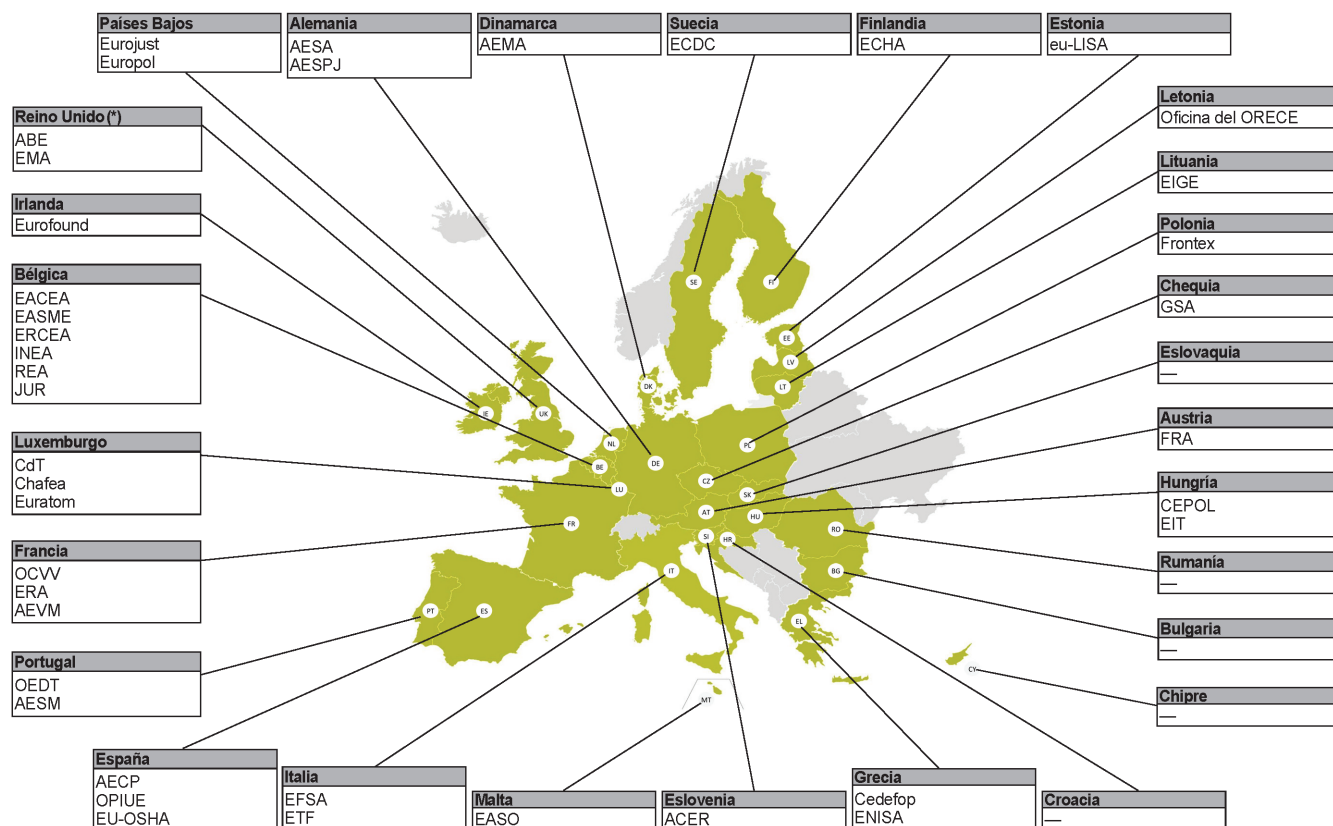 Países Bajos
Eurojust
Europol
Alemania
AESA
AESPJ
Dinamarca
AEMA
Suecia
ECDC
Finlandia
ECHA
Estonia
eu-LISA
Reino Unido(*)
ABE
EMA
Irlanda
Eurofound
Bélgica
EACEA
EASME
ERCEA
INEA
REA
JUR
Luxemburgo
CdT
Chafea
Euratom
Francia
OCVV
ERA
AEVM
Portugal
OEDT
AESM
España
AECP
OPIUE
EU-OSHA
Italia
EFSA
ETF
Malta
EASO
Eslovenia
ACER
Grecia
Cedefop
ENISA
Croacia
—
Letonia
Oficina del ORECE
Lituania
EIGE
Polonia
Frontex
Chequia
GSA
Eslovaquia
—
Austria
FRA
Hungría
CEPOL
EIT
Rumanía
—
Bulgaria
—
Chipre
—
SE
FI
EE
LV
LT
DK
IE
UK
NL
PL
BE
DE
CZ
LU
SK
AT
HU
FR
RO
SI
HR
IT
BG
PT
ES
EL
CY
MT